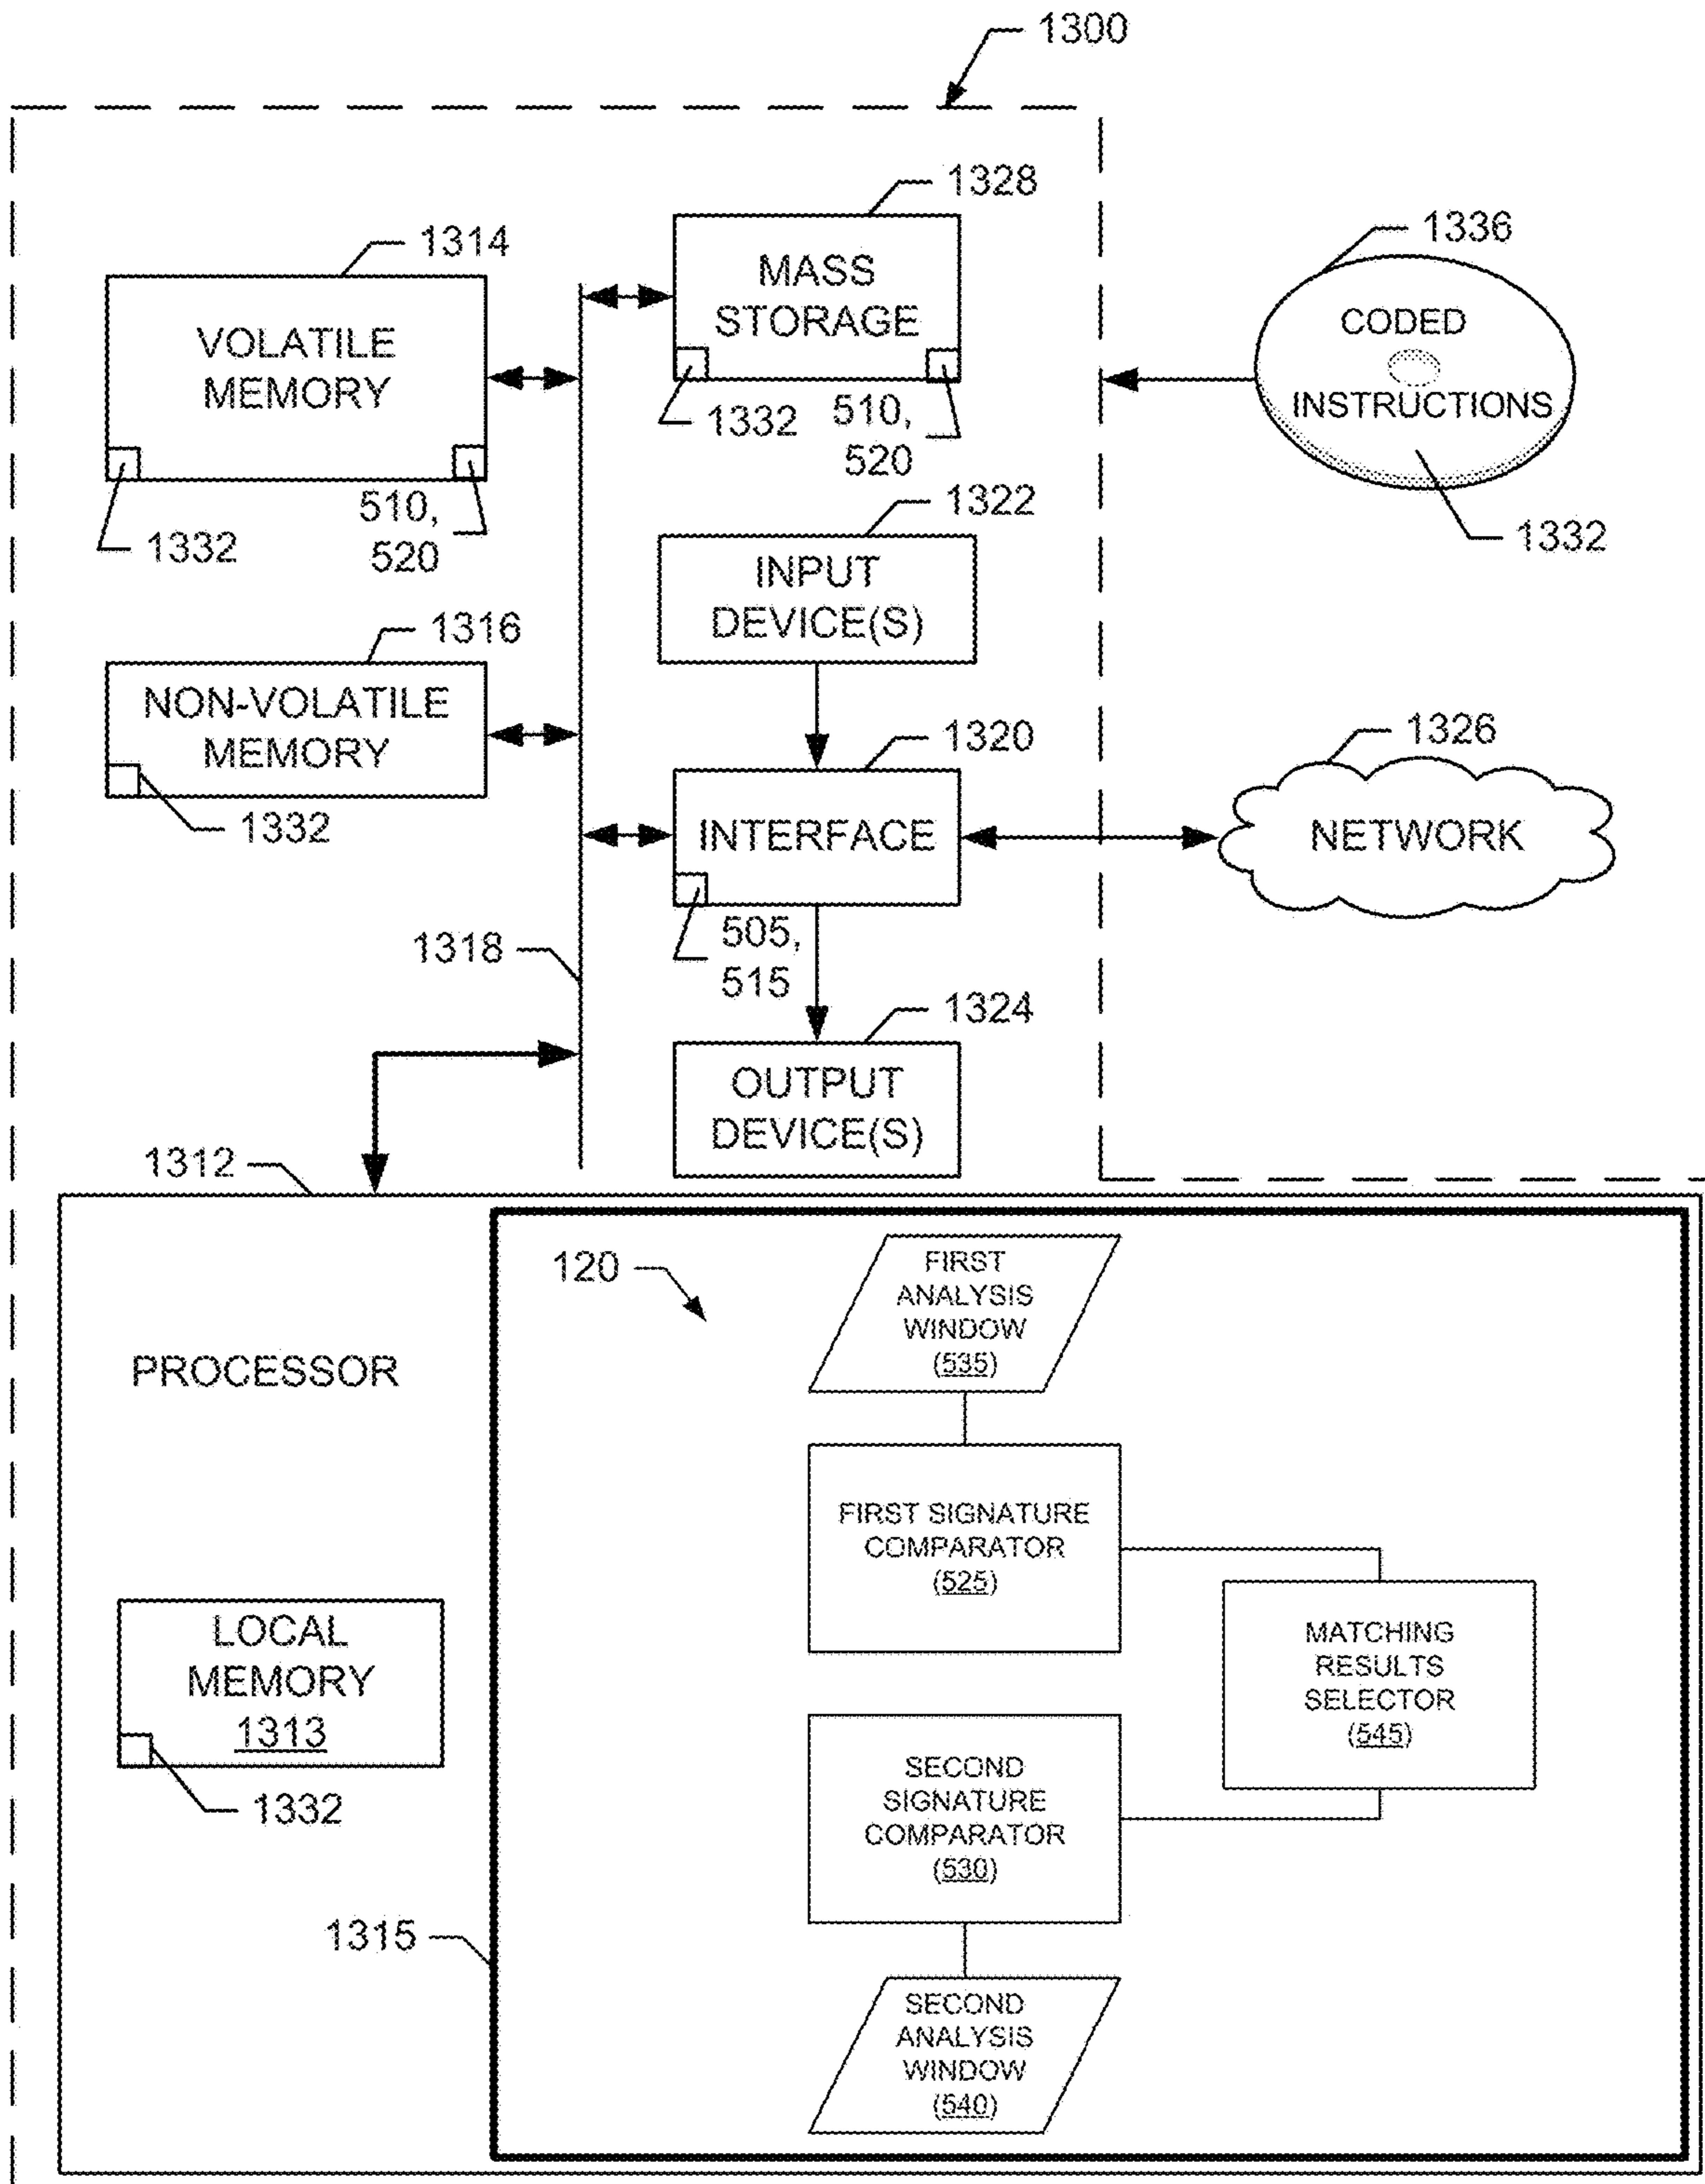 1300
1328
MASS
STORAGE
1332
510,
520
1314
VOLATILE
MEMORY
1332
510,
520
1336
CODED
INSTRUCTIONS
1332
1322
INPUT
DEVICE(S)
1316
NON-VOLATILE
MEMORY
1332
1320
INTERFACE
505,
515
1326
NETWORK
1318
1324
OUTPUT
DEVICE(S)
1312
PROCESSOR
LOCAL
MEMORY
1313
1332
1315
120
FIRST
ANALYSIS
WINDOW
(535)
FIRST SIGNATURE
COMPARATOR
(525)
MATCHING
RESULTS
SELECTOR
(545)
SECOND
SIGNATURE
COMPARATOR
(530)
SECOND
ANALYSIS
WINDOW
(540)